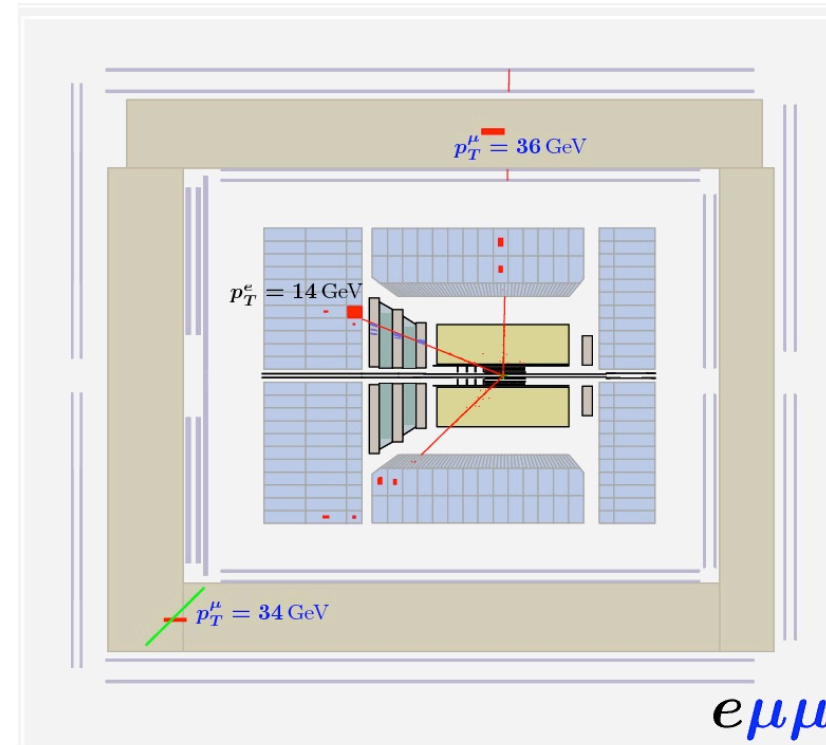 p_T^μ = 36 GeV
p_T^e = 14 GeV
p_T^μ = 34 GeV
eμμ